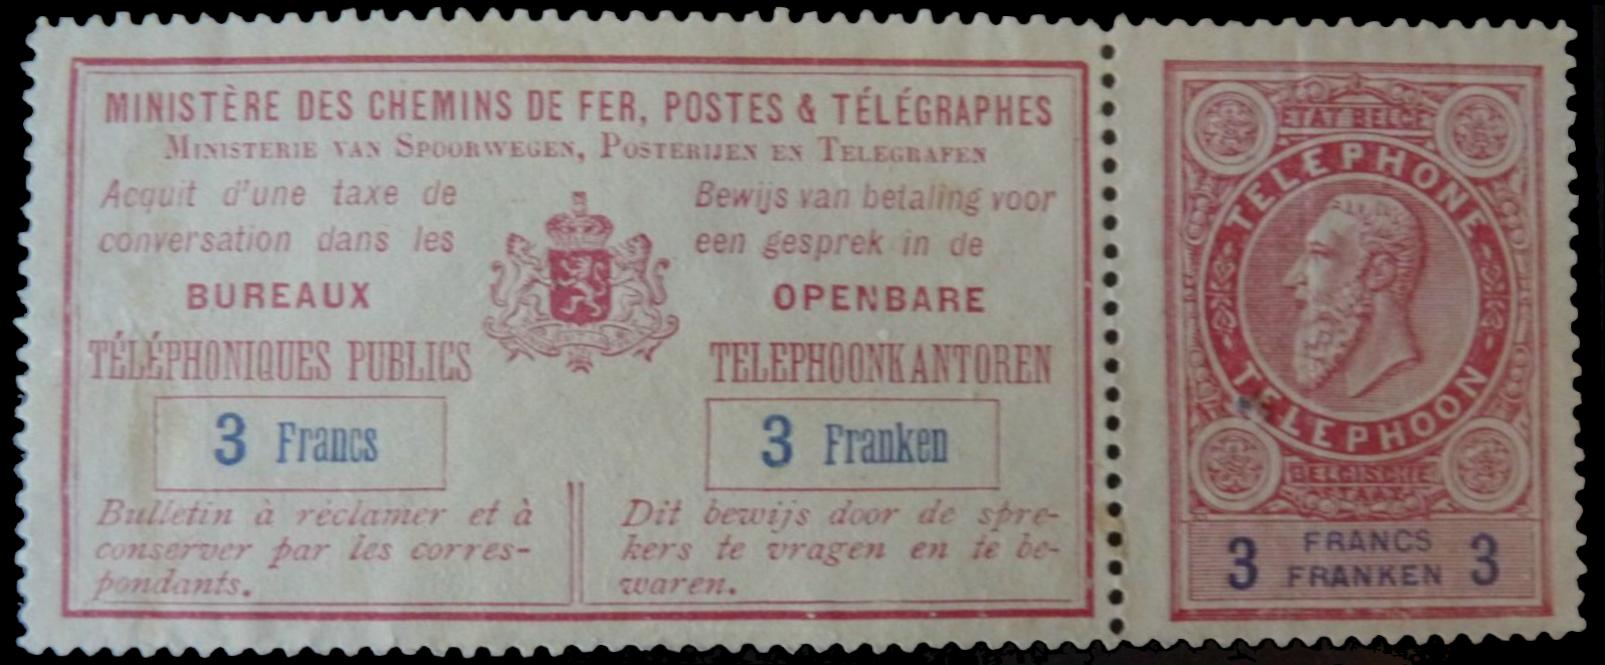 MINISTÈRE DES CHEMINS DE FER, POSTES & TÉLÉGRAPHES
MINISTERIE VAN SPOORWEGEN, POSTERIJEN EN TELEGRAFEN
Acquit d'une taxe de
conversation dans les
BUREAUX
TÉLÉPHONIQUES PUBLICS
3 Francs
Bulletin à réclamer et à
conserver par les corres-
pondants.
Bewijs van betaling voor
een gesprek in de
OPENBARE
TELEPHOONKANTOREN
3 Franken
Dit bewijs door de spre-
kers te vragen en te be-
waren.
ETAT BELGE
TELEPHONE
TELEPHOON
BELGISCHE
STAAT
3 FRANCS 3
FRANKEN